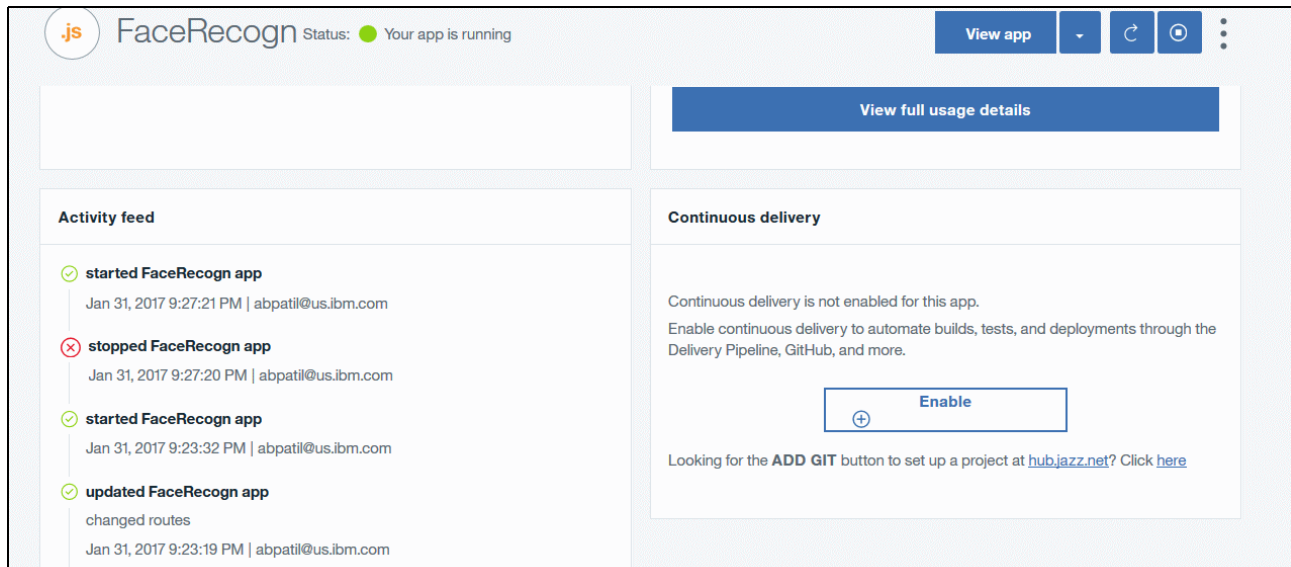 .js
FaceRecogn Status: Your app is running
View app
View full usage details
Activity feed
started FaceRecogn app
Jan 31, 2017 9:27:21 PM | abpatil@us.ibm.com
stopped FaceRecogn app
Jan 31, 2017 9:27:20 PM | abpatil@us.ibm.com
started FaceRecogn app
Jan 31, 2017 9:23:32 PM | abpatil@us.ibm.com
updated FaceRecogn app
changed routes
Jan 31, 2017 9:23:19 PM | abpatil@us.ibm.com
Continuous delivery
Continuous delivery is not enabled for this app.
Enable continuous delivery to automate builds, tests, and deployments through the
Delivery Pipeline, GitHub, and more.
Enable
Looking for the ADD GIT button to set up a project at hub.jazz.net? Click here